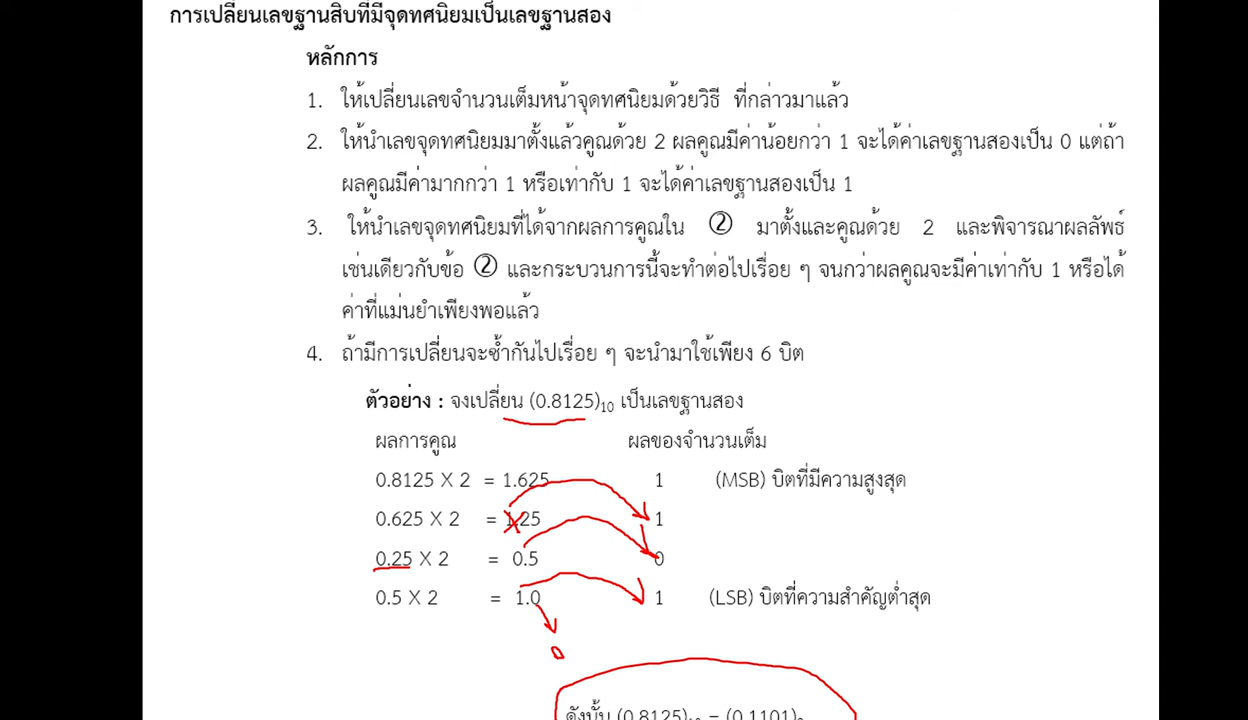 การเปลี่ยนเลขฐานสิบที่มีจุดทศนิยมเป็นเลขฐานสอง
หลักการ
1. ให้เปลี่ยนเลขจำนวนเต็มหน้าจุดทศนิยมด้วยวิธี ที่กล่าวมาแล้ว
2. ให้นำเลขจุดทศนิยมมาตั้งแล้วคูณด้วย 2 ผลคูณมีค่าน้อยกว่า 1 จะได้ค่าเลขฐานสองเป็น 0 แต่ถ้า
ผลคูณมีค่ามากกว่า 1 หรือเท่ากับ 1 จะได้ค่าเลขฐานสองเป็น 1
3. ให้นำเลขจุดทศนิยมที่ได้จากผลการคูณใน ② มาตั้งและคูณด้วย 2 และพิจารณาผลลัพธ์
เช่นเดียวกับข้อ ② และกระบวนการนี้จะทำต่อไปเรื่อย ๆ จนกว่าผลคูณจะมีค่าเท่ากับ 1 หรือได้
ค่าที่แม่นยำเพียงพอแล้ว
4. ถ้ามีการเปลี่ยนจะซ้ำกันไปเรื่อย ๆ จะนำมาใช้เพียง 6 บิต
ตัวอย่าง : จงเปลี่ยน (0.8125)10 เป็นเลขฐานสอง
ผลการคูณ ผลของจำนวนเต็ม
0.8125 X 2 = 1.625 1 (MSB) บิตที่มีความสูงสุด
0.625 X 2 = 1.25 1
0.25 X 2 = 0.5 0
0.5 X 2 = 1.0 1 (LSB) บิตที่ความสำคัญต่ำสุด
0
ดังนั้น (0.8125)10 = (0.1101)2